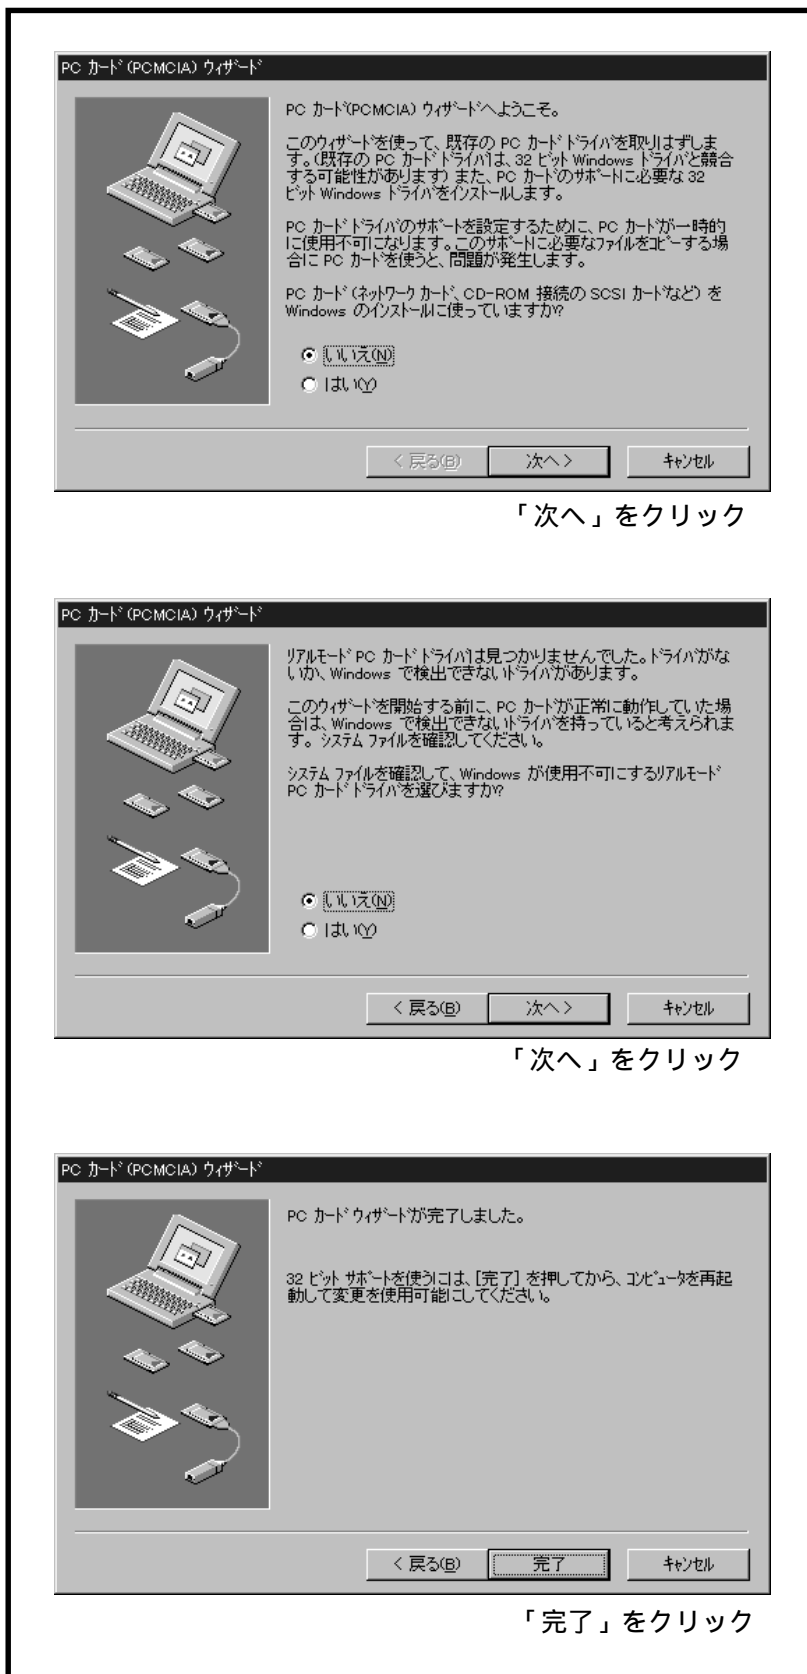 PC カード (PCMCIA) ウィザード
PC カード(PCMCIA) ウィザードへようこそ。
このウィザードを使って、既存の PC カード ドライバを取りはずしま
す。(既存の PC カード ドライバは、32 ビット Windows ドライバと競合
する可能性があります) また、PC カードのサポートに必要な 32
ビット Windows ドライバをインストールします。
PC カード ドライバのサポートを設定するために、PC カードが一時的
に使用不可になります。このサポートに必要なファイルをコピーする場
合に PC カードを使うと、問題が発生します。
PC カード (ネットワーク カード、CD-ROM 接続の SCSI カードなど) を
Windows のインストールに使っていますか?
いいえ(N)
はい(Y)
< 戻る(B) 次へ > キャンセル
「次へ」をクリック
PC カード (PCMCIA) ウィザード
リアルモード PC カード ドライバは見つかりませんでした。ドライバがな
いか、Windows で検出できないドライバがあります。
このウィザードを開始する前に、PC カードが正常に動作していた場
合は、Windows で検出できないドライバを持っていると考えられま
す。システム ファイルを確認してください。
システム ファイルを確認して、Windows が使用不可にするリアルモード
PC カード ドライバを選びますか?
いいえ(N)
はい(Y)
< 戻る(B) 次へ > キャンセル
「次へ」をクリック
PC カード (PCMCIA) ウィザード
PC カード ウィザードが完了しました。
32 ビット サポートを使うには、[完了] を押してから、コンピュータを再起
動して変更を使用可能にしてください。
< 戻る(B) 完了 キャンセル
「完了」をクリック